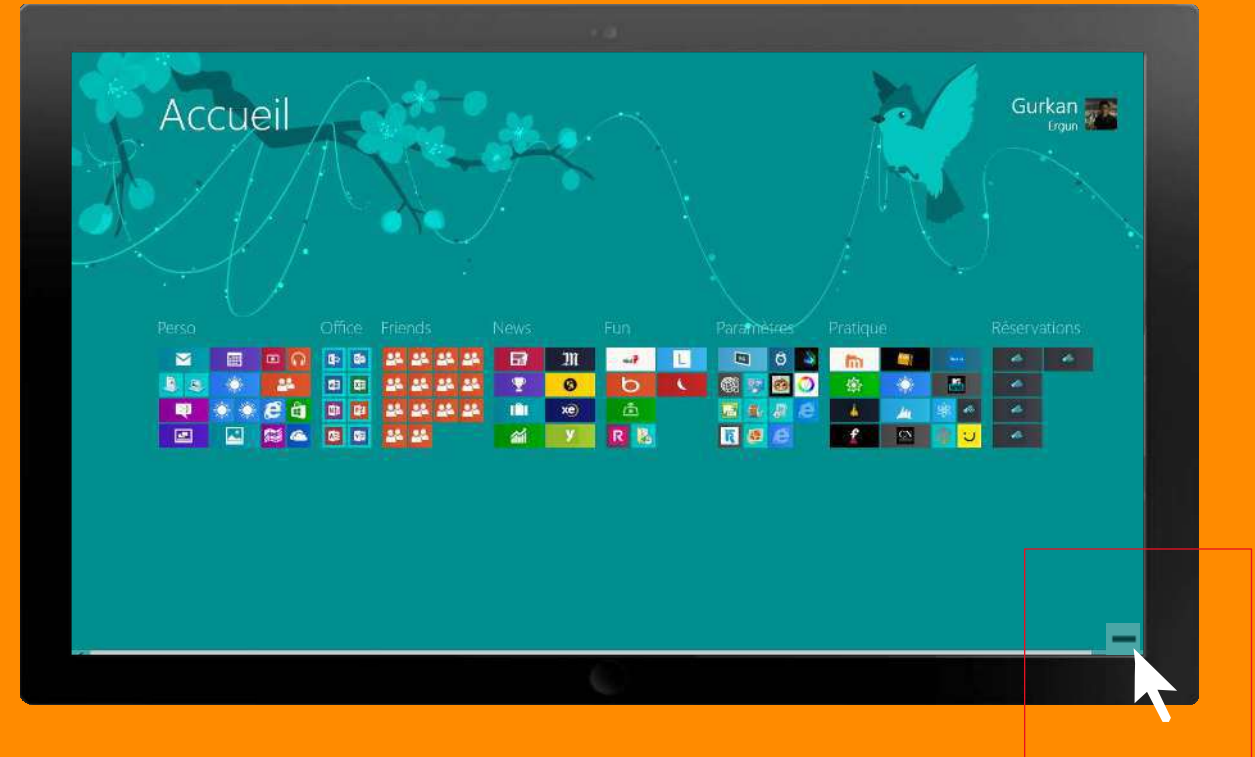 Accueil
Gurkan
Ergun
Perso Office Friends News Fun Paramètres Pratique Réservations